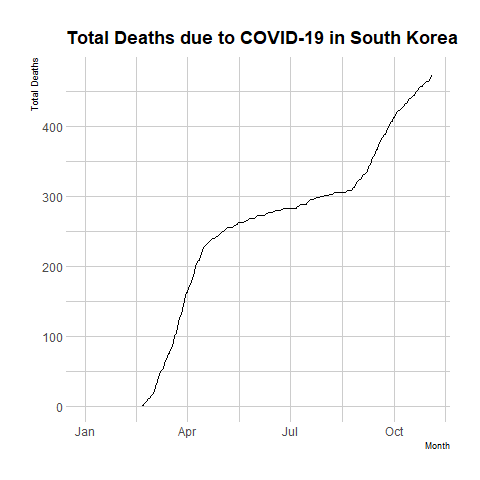 Total Deaths due to COVID-19 in South Korea
Total Deaths
400
300
200
100
0
Jan Apr Jul Oct
Month